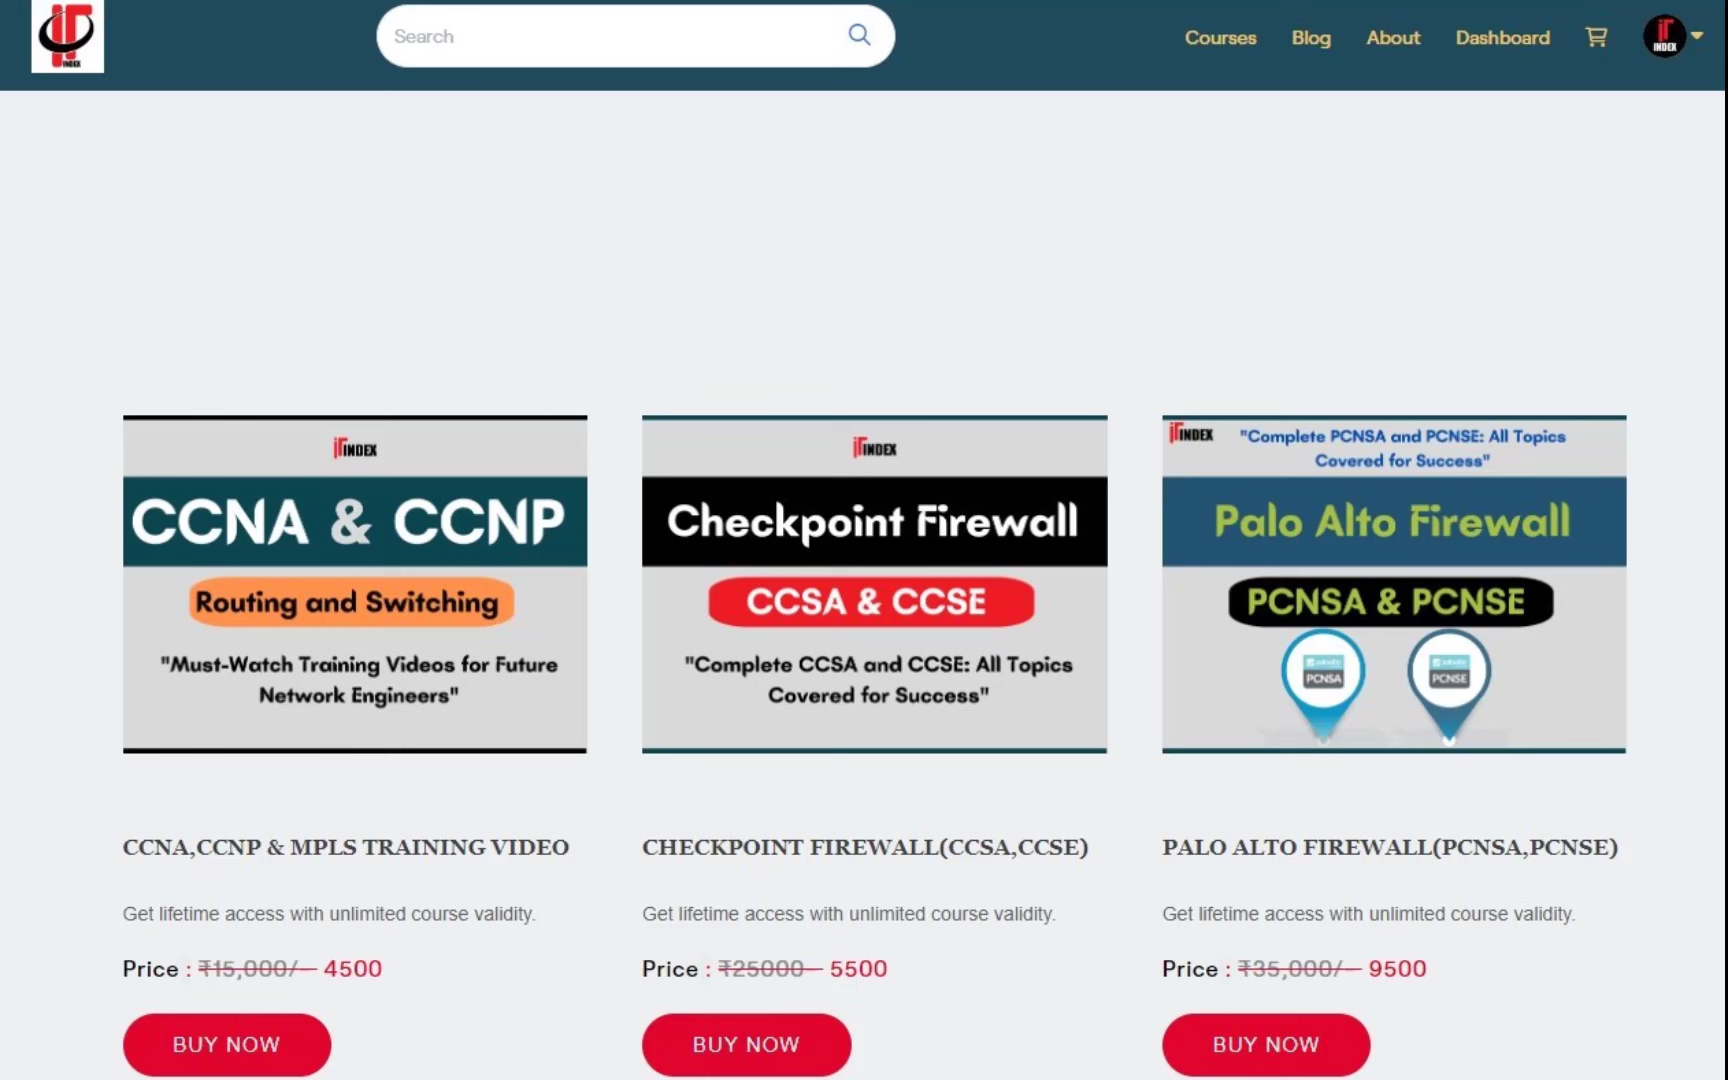 INDEX
Search
Courses
Blog
About
Dashboard
iT
INDEX
iTINDEX
CCNA & CCNP
Routing and Switching
"Must-Watch Training Videos for Future
Network Engineers"
iTINDEX
Checkpoint Firewall
CCSA & CCSE
"Complete CCSA and CCSE: All Topics
Covered for Success"
iTINDEX
"Complete PCNSA and PCNSE: All Topics
Covered for Success"
Palo Alto Firewall
PCNSA & PCNSE
PCNSA
PCNSE
CCNA,CCNP & MPLS TRAINING VIDEO
Get lifetime access with unlimited course validity.
Price : ₹15,000/– 4500
BUY NOW
CHECKPOINT FIREWALL(CCSA,CCSE)
Get lifetime access with unlimited course validity.
Price : ₹25000– 5500
BUY NOW
PALO ALTO FIREWALL(PCNSA,PCNSE)
Get lifetime access with unlimited course validity.
Price : ₹35,000/– 9500
BUY NOW